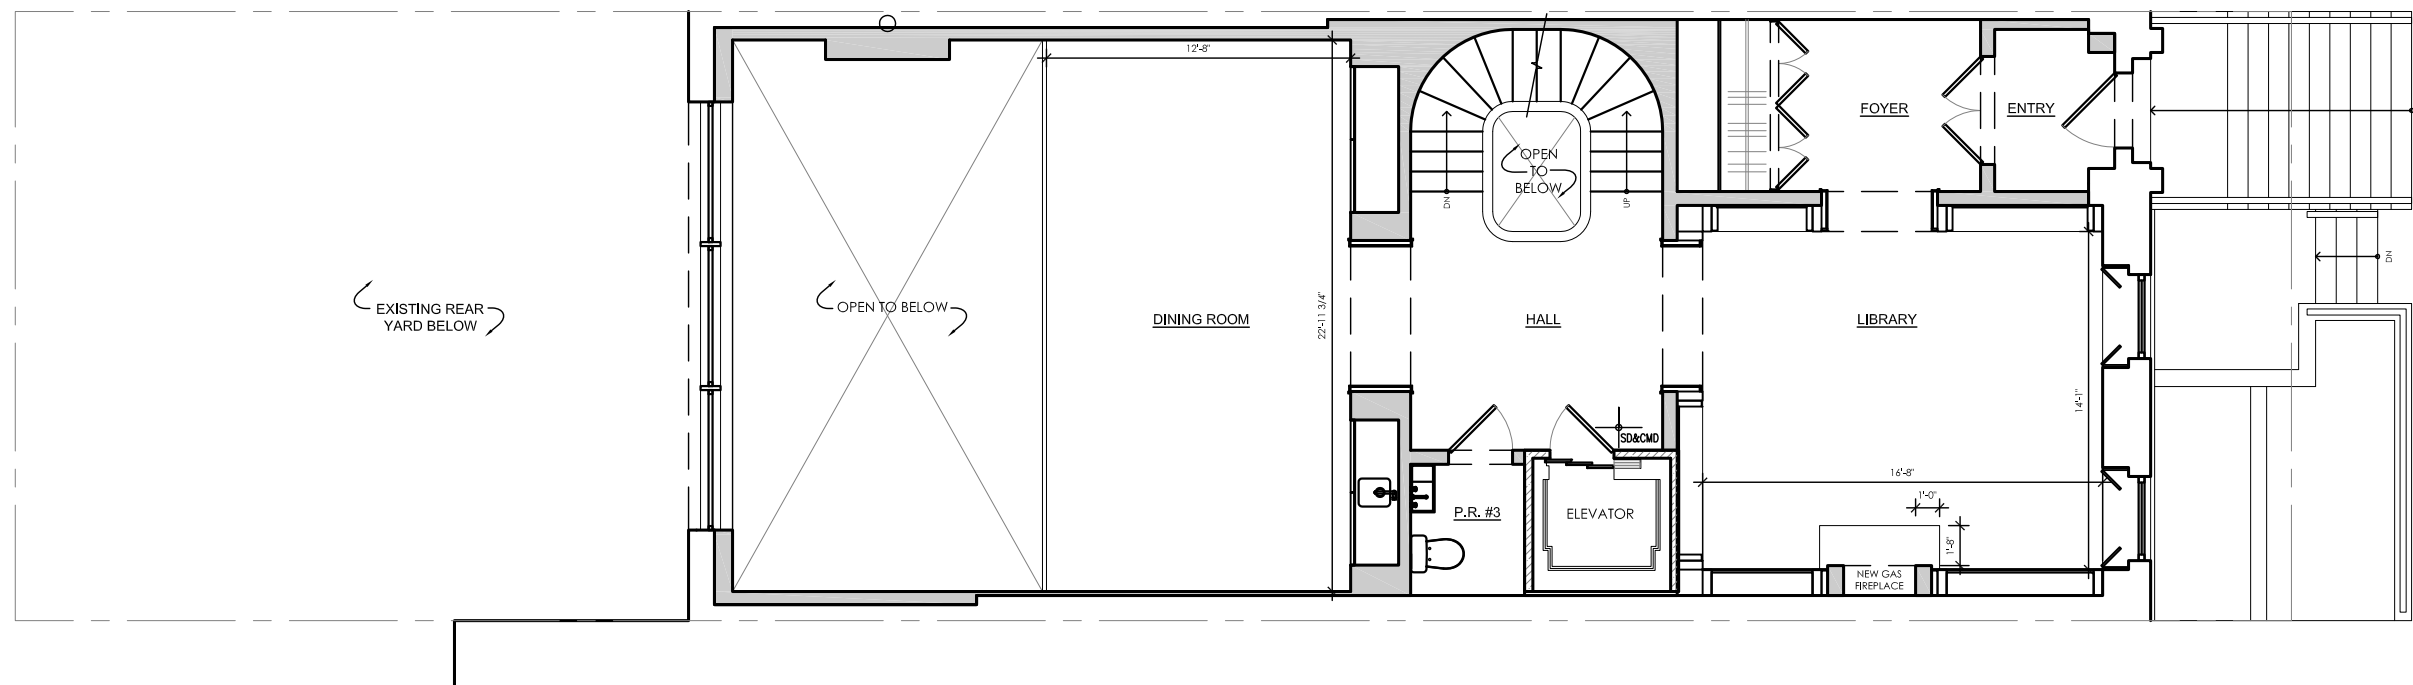 12'-8"
FOYER
ENTRY
OPEN
TO
BELOW
DN
UP
DN
EXISTING REAR
YARD BELOW
OPEN TO BELOW
DINING ROOM
22'-11 3/4"
HALL
LIBRARY
14'-1"
SD&CMD
16'-8"
1'-0"
P.R. #3
ELEVATOR
1'-8"
NEW GAS
FIREPLACE